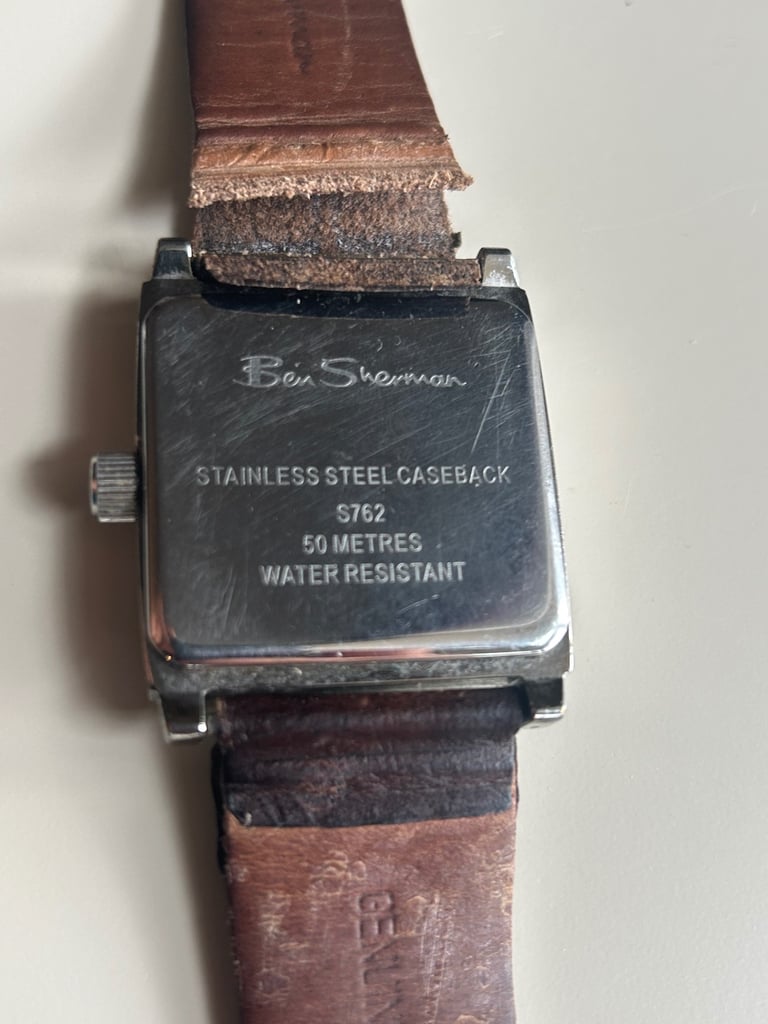 Ben Sherman
STAINLESS STEEL CASEBACK
S762
50 METRES
WATER RESISTANT